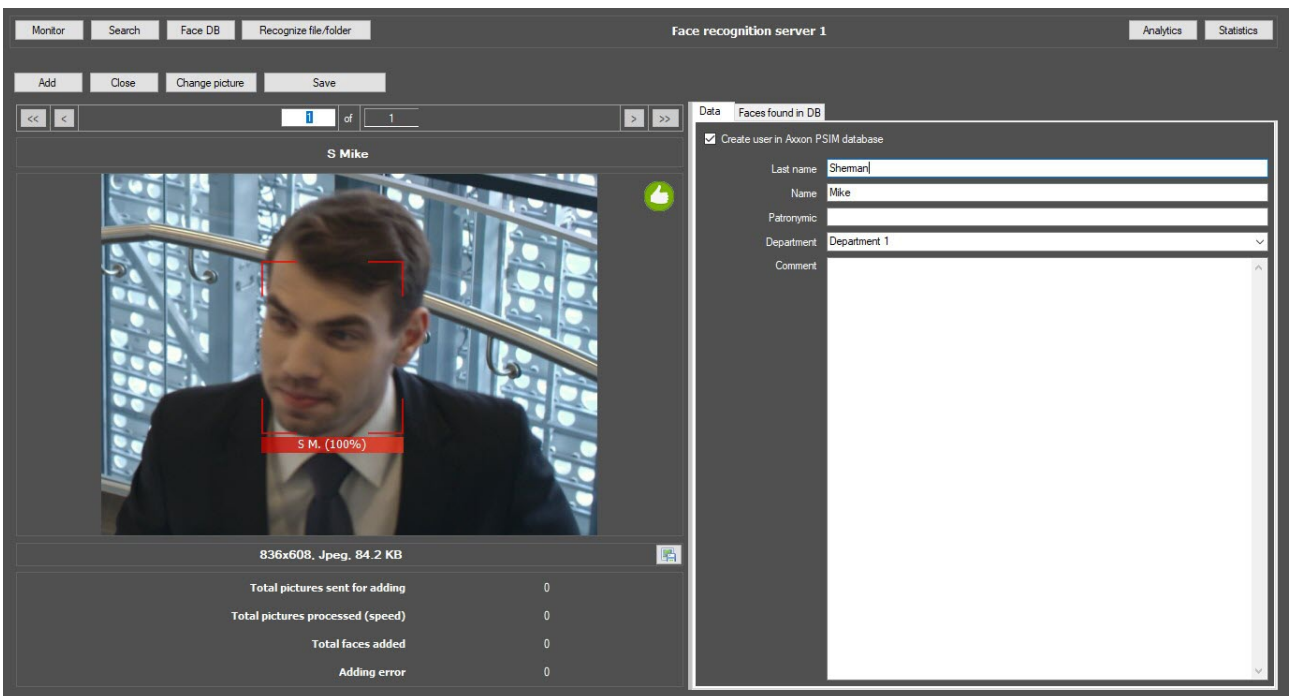 Monitor Search Face DB Recognize file/folder Face recognition server 1 Analytics Statistics
Add Close Change picture Save
<< < 1 of 1 > >>
S Mike
S M. (100%)
836x608, Jpeg, 84.2 KB
Total pictures sent for adding 0
Total pictures processed (speed) 0
Total faces added 0
Adding error 0
Data Faces found in DB
Create user in Axxon PSIM database
Last name Sherman
Name Mike
Patronymic
Department Department 1
Comment